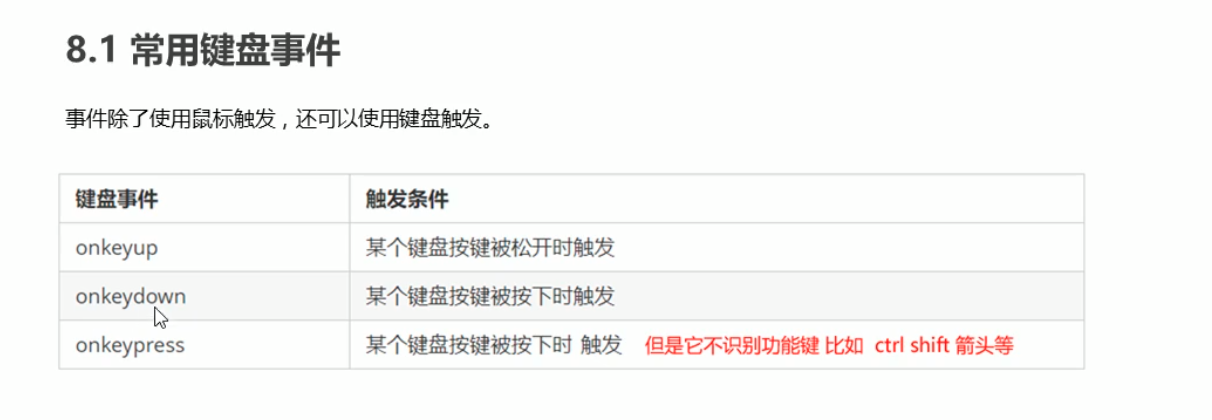 8.1 常用键盘事件
事件除了使用鼠标触发，还可以使用键盘触发。
键盘事件 触发条件
onkeyup 某个键盘按键被松开时触发
onkeydown 某个键盘按键被按下时触发
onkeypress 某个键盘按键被按下时 触发 但是它不识别功能键 比如 ctrl shift 箭头等